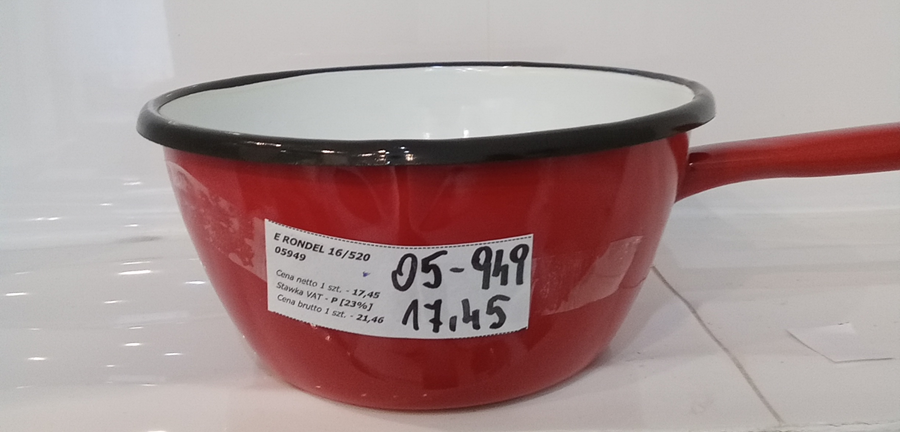 E RONDEL 16/520
05949
Cena netto 1 szt. - 17,45
Stawka VAT - P [23%]
Cena brutto 1 szt. - 21,46
05-949
17,45